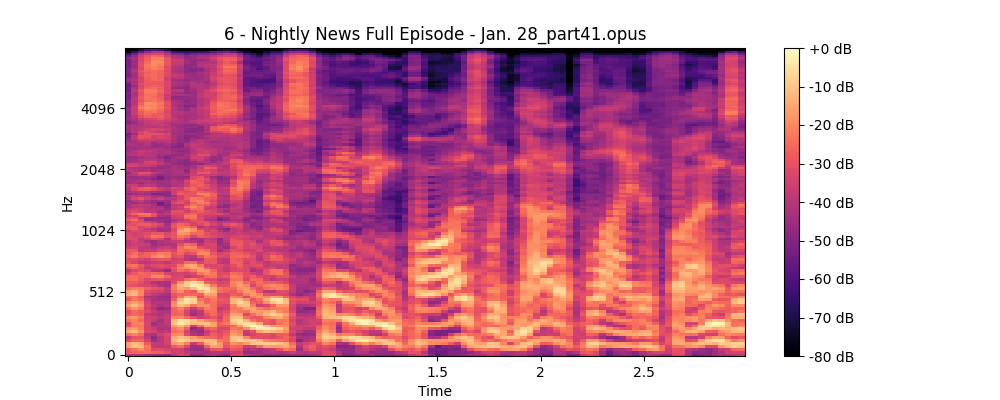 6 - Nightly News Full Episode - Jan. 28_part41.opus
Hz
4096
2048
1024
512
0
0
0.5
1
1.5
2
2.5
Time
+0 dB
-10 dB
-20 dB
-30 dB
-40 dB
-50 dB
-60 dB
-70 dB
-80 dB